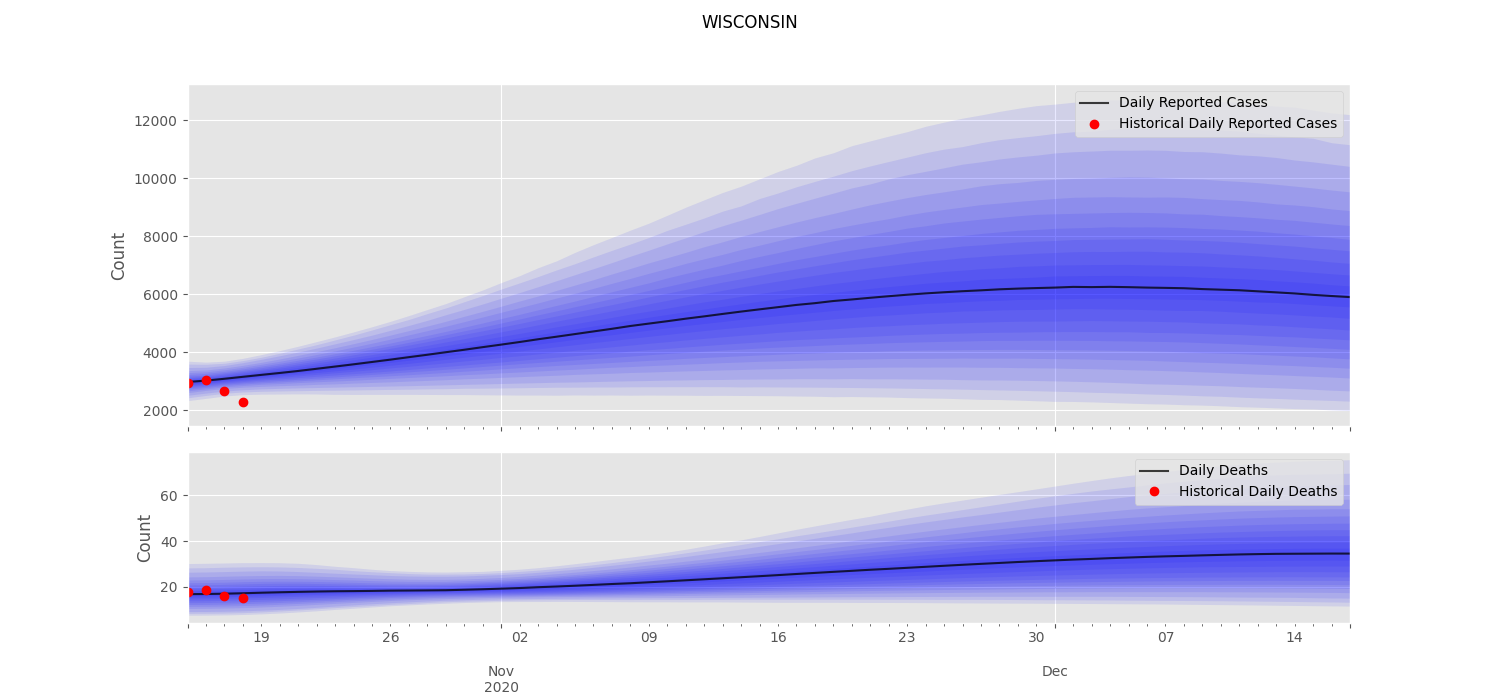 WISCONSIN
Daily Reported Cases
Historical Daily Reported Cases
12000
10000
8000
6000
4000
2000
Count
Daily Deaths
Historical Daily Deaths
60
40
20
Count
19 26 02 09 16 23 30 07 14
Nov Dec
2020